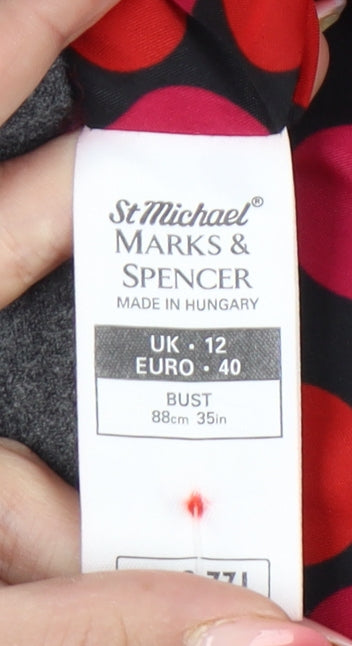 St Michael®
MARKS &
SPENCER
MADE IN HUNGARY
UK · 12
EURO · 40
BUST
88cm 35in